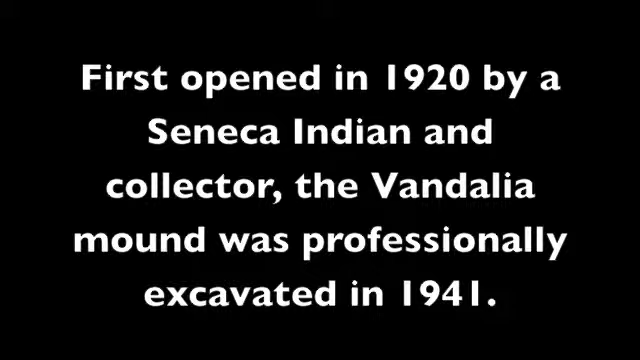 First opened in 1920 by a
Seneca Indian and
collector, the Vandalia
mound was professionally
excavated in 1941.